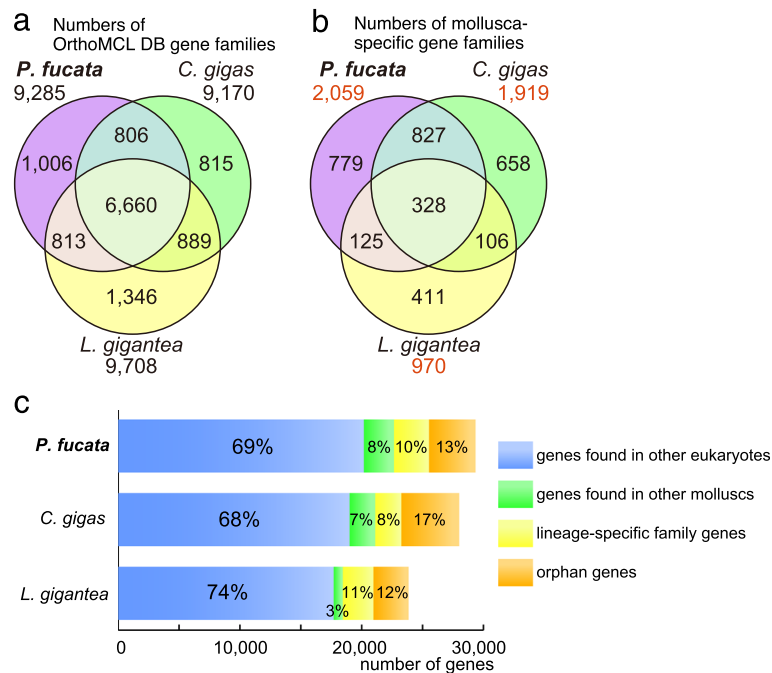 a
Numbers of
OrthoMCL DB gene families
P. fucata
9,285
C. gigas
9,170
806
1,006
815
6,660
813
889
1,346
L. gigantea
9,708
b
Numbers of mollusca-
specific gene families
P. fucata
2,059
C. gigas
1,919
827
779
658
328
125
106
411
L. gigantea
970
c
P. fucata
69%
8%
10%
13%
C. gigas
68%
7%
8%
17%
L. gigantea
74%
3%
11%
12%
0
10,000
20,000
30,000
number of genes
genes found in other eukaryotes
genes found in other molluscs
lineage-specific family genes
orphan genes